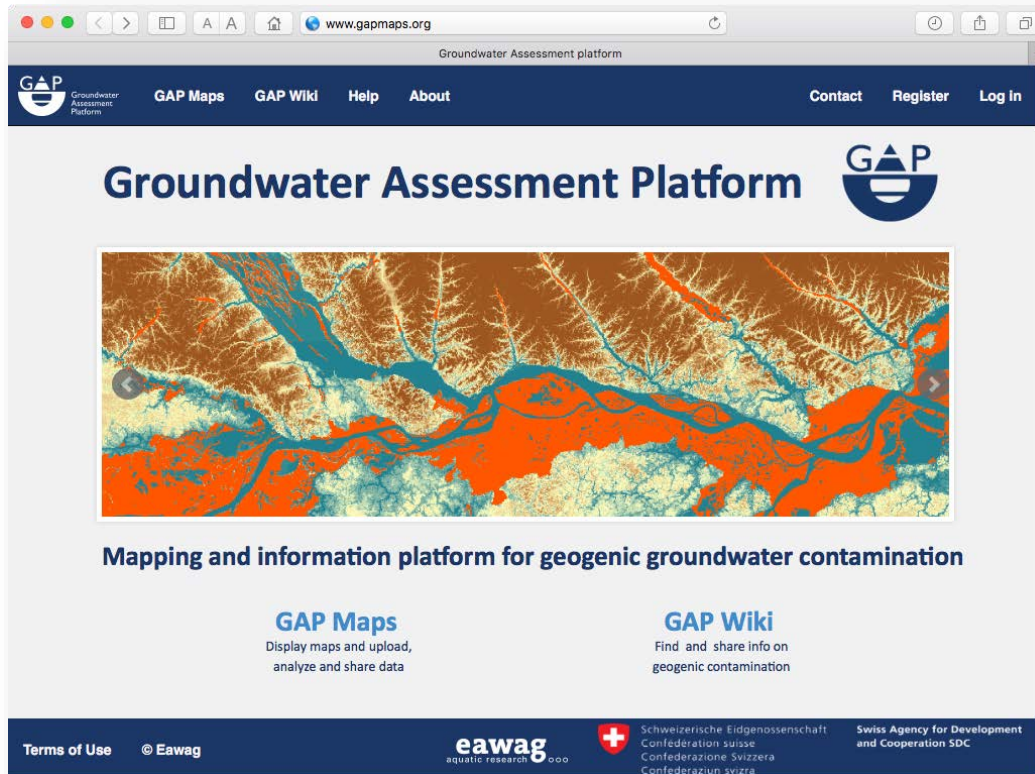 A A
www.gapmaps.org
Groundwater Assessment platform
GAP
Groundwater
Assessment
Platform
GAP Maps GAP Wiki Help About Contact Register Log in
Groundwater Assessment Platform
GAP
Mapping and information platform for geogenic groundwater contamination
GAP Maps
Display maps and upload,
analyze and share data
GAP Wiki
Find and share info on
geogenic contamination
Terms of Use © Eawag
eawag
aquatic research
Schweizerische Eidgenossenschaft
Confédération suisse
Confederazione Svizzera
Confederaziun svizra
Swiss Agency for Development
and Cooperation SDC